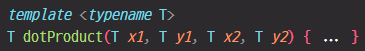 template <typename T>
T dotProduct(T x1, T y1, T x2, T y2) { … }